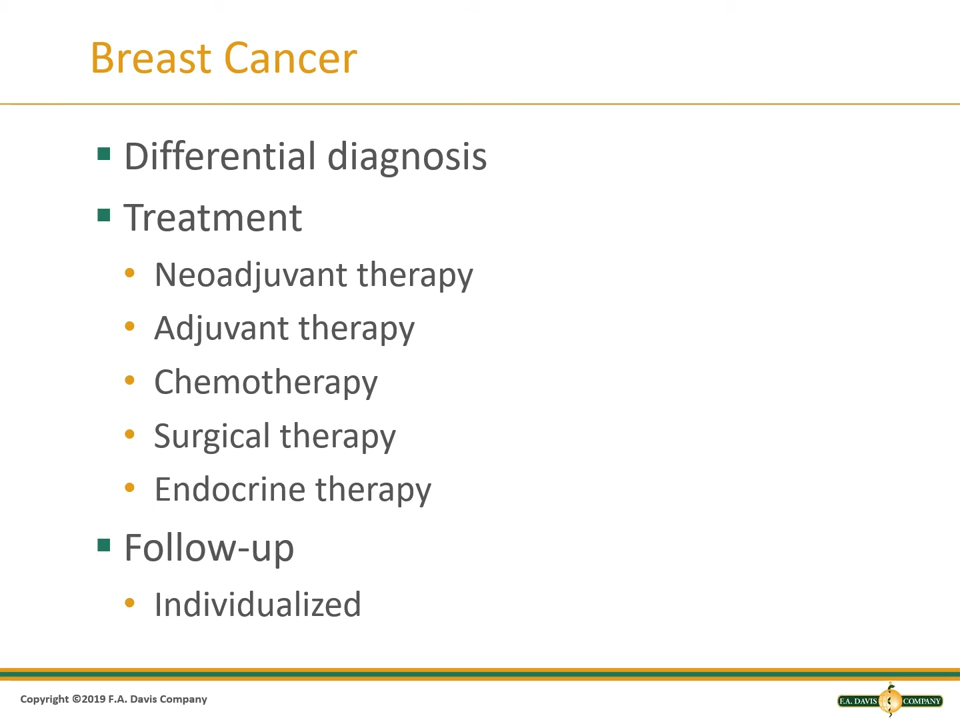 Breast Cancer
Differential diagnosis
Treatment
Neoadjuvant therapy
Adjuvant therapy
Chemotherapy
Surgical therapy
Endocrine therapy
Follow-up
Individualized
Copyright ©2019 F.A. Davis Company
F.A. DAVIS COMPANY